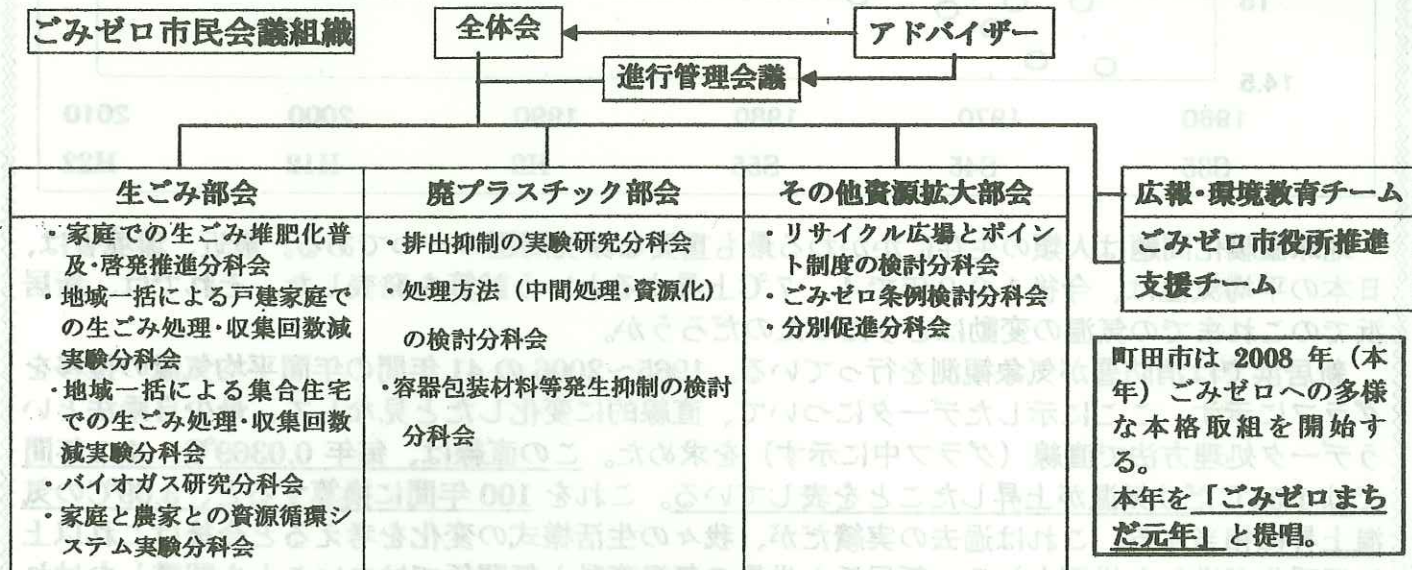 ごみゼロ市民会議組織
全体会
アドバイザー
進行管理会議
生ごみ部会
・家庭での生ごみ堆肥化普
及・啓発推進分科会
・地域一括による戸建家庭で
の生ごみ処理・収集回数減
実験分科会
・地域一括による集合住宅
での生ごみ処理・収集回数
減実験分科会
・バイオガス研究分科会
・家庭と農家との資源循環シ
ステム実験分科会
廃プラスチック部会
・排出抑制の実験研究分科会
・処理方法（中間処理・資源化）
の検討分科会
・容器包装材料等発生抑制の検討
分科会
その他資源拡大部会
・リサイクル広場とポイン
ト制度の検討分科会
・ごみゼロ条例検討分科会
・分別促進分科会
広報・環境教育チーム
ごみゼロ市役所推進
支援チーム
町田市は 2008 年（本
年）ごみゼロへの多様
な本格取組を開始す
る。
本年を「ごみゼロまち
だ元年」と提唱。